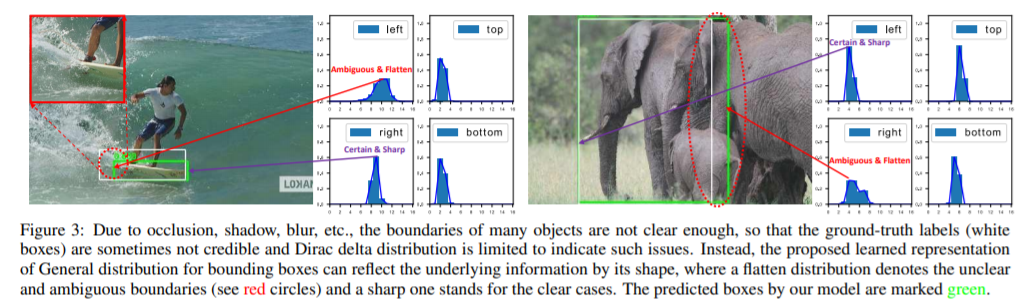 left
top
Ambiguous & Flatten
right
bottom
Certain & Sharp
LOKA
left
top
Certain & Sharp
right
bottom
Ambiguous & Flatten
Figure 3: Due to occlusion, shadow, blur, etc., the boundaries of many objects are not clear enough, so that the ground-truth labels (white
boxes) are sometimes not credible and Dirac delta distribution is limited to indicate such issues. Instead, the proposed learned representation
of General distribution for bounding boxes can reflect the underlying information by its shape, where a flatten distribution denotes the unclear
and ambiguous boundaries (see red circles) and a sharp one stands for the clear cases. The predicted boxes by our model are marked green.